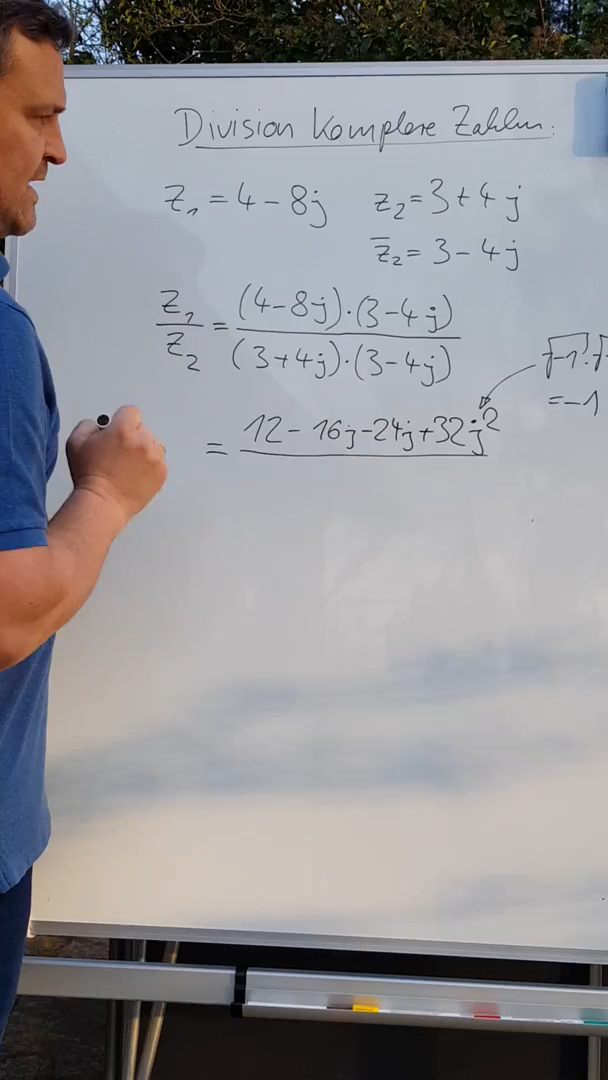 Division Komplexe Zahlen.
z₁ = 4 - 8j z₂ = 3 + 4j
z̅₂ = 3 - 4j
z₁/z₂ = (4-8j)·(3-4j)/(3+4j)·(3-4j)
√-1·√-
= -1
= 12 - 16j - 24j + 32j²